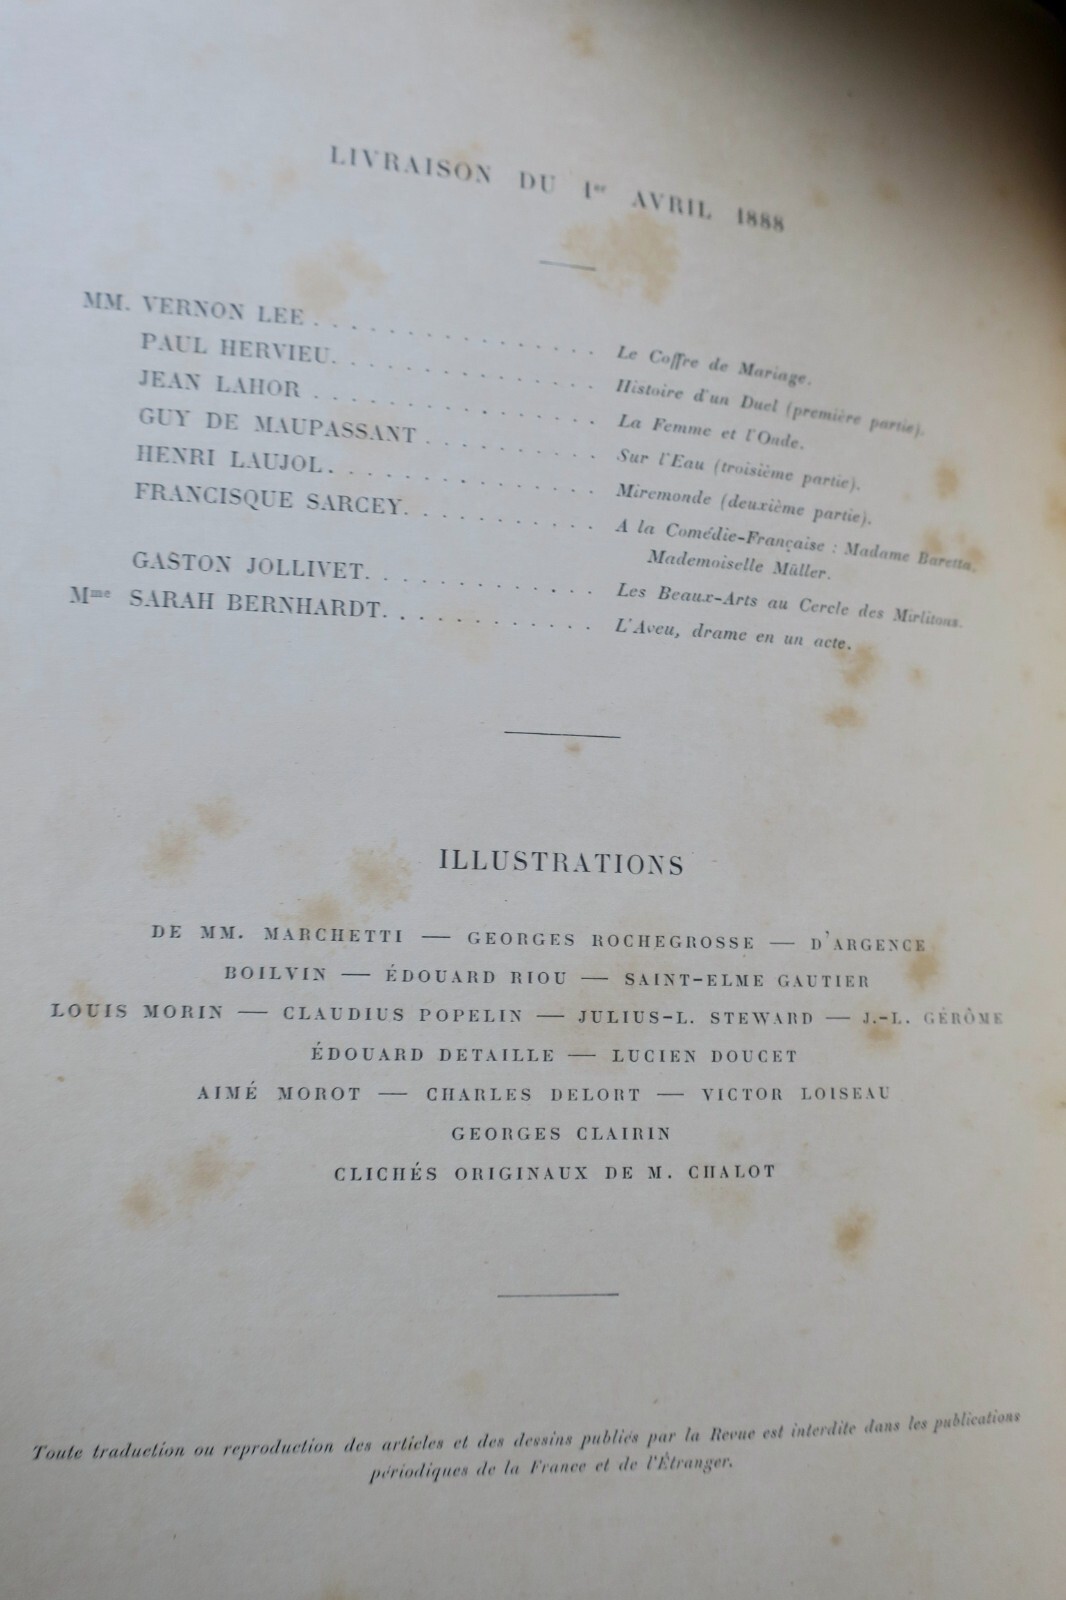 LIVRAISON DU 1er AVRIL 1888
MM. VERNON LEE . . . . . . . . . . . . . . . . Le Coffre de Mariage.
PAUL HERVIEU. . . . . . . . . . . . . . . Histoire d'un Duel (première partie).
JEAN LAHOR . . . . . . . . . . . . . . . . La Femme et l'Onde.
GUY DE MAUPASSANT . . . . . . . . . . Sur l'Eau (troisième partie).
HENRI LAUJOL. . . . . . . . . . . . . . . Miremonde (deuxième partie).
FRANCISQUE SARCEY. . . . . . . . . . . A la Comédie-Française : Madame Baretta.
Mademoiselle Müller.
GASTON JOLLIVET. . . . . . . . . . . . . Les Beaux-Arts au Cercle des Mirlitons.
Mme SARAH BERNHARDT. . . . . . . . . . . . L'Aveu, drame en un acte.
ILLUSTRATIONS
DE MM. MARCHETTI — GEORGES ROCHEGROSSE — D'ARGENCE
BOILVIN — ÉDOUARD RIOU — SAINT-ELME GAUTIER
LOUIS MORIN — CLAUDIUS POPELIN — JULIUS-L. STEWARD — J.-L. GÉRÔME
ÉDOUARD DETAILLE — LUCIEN DOUCET
AIMÉ MOROT — CHARLES DELORT — VICTOR LOISEAU
GEORGES CLAIRIN
CLICHÉS ORIGINAUX DE M. CHALOT
Toute traduction ou reproduction des articles et des dessins publiés par la Revue est interdite dans les publications
périodiques de la France et de l'Étranger.